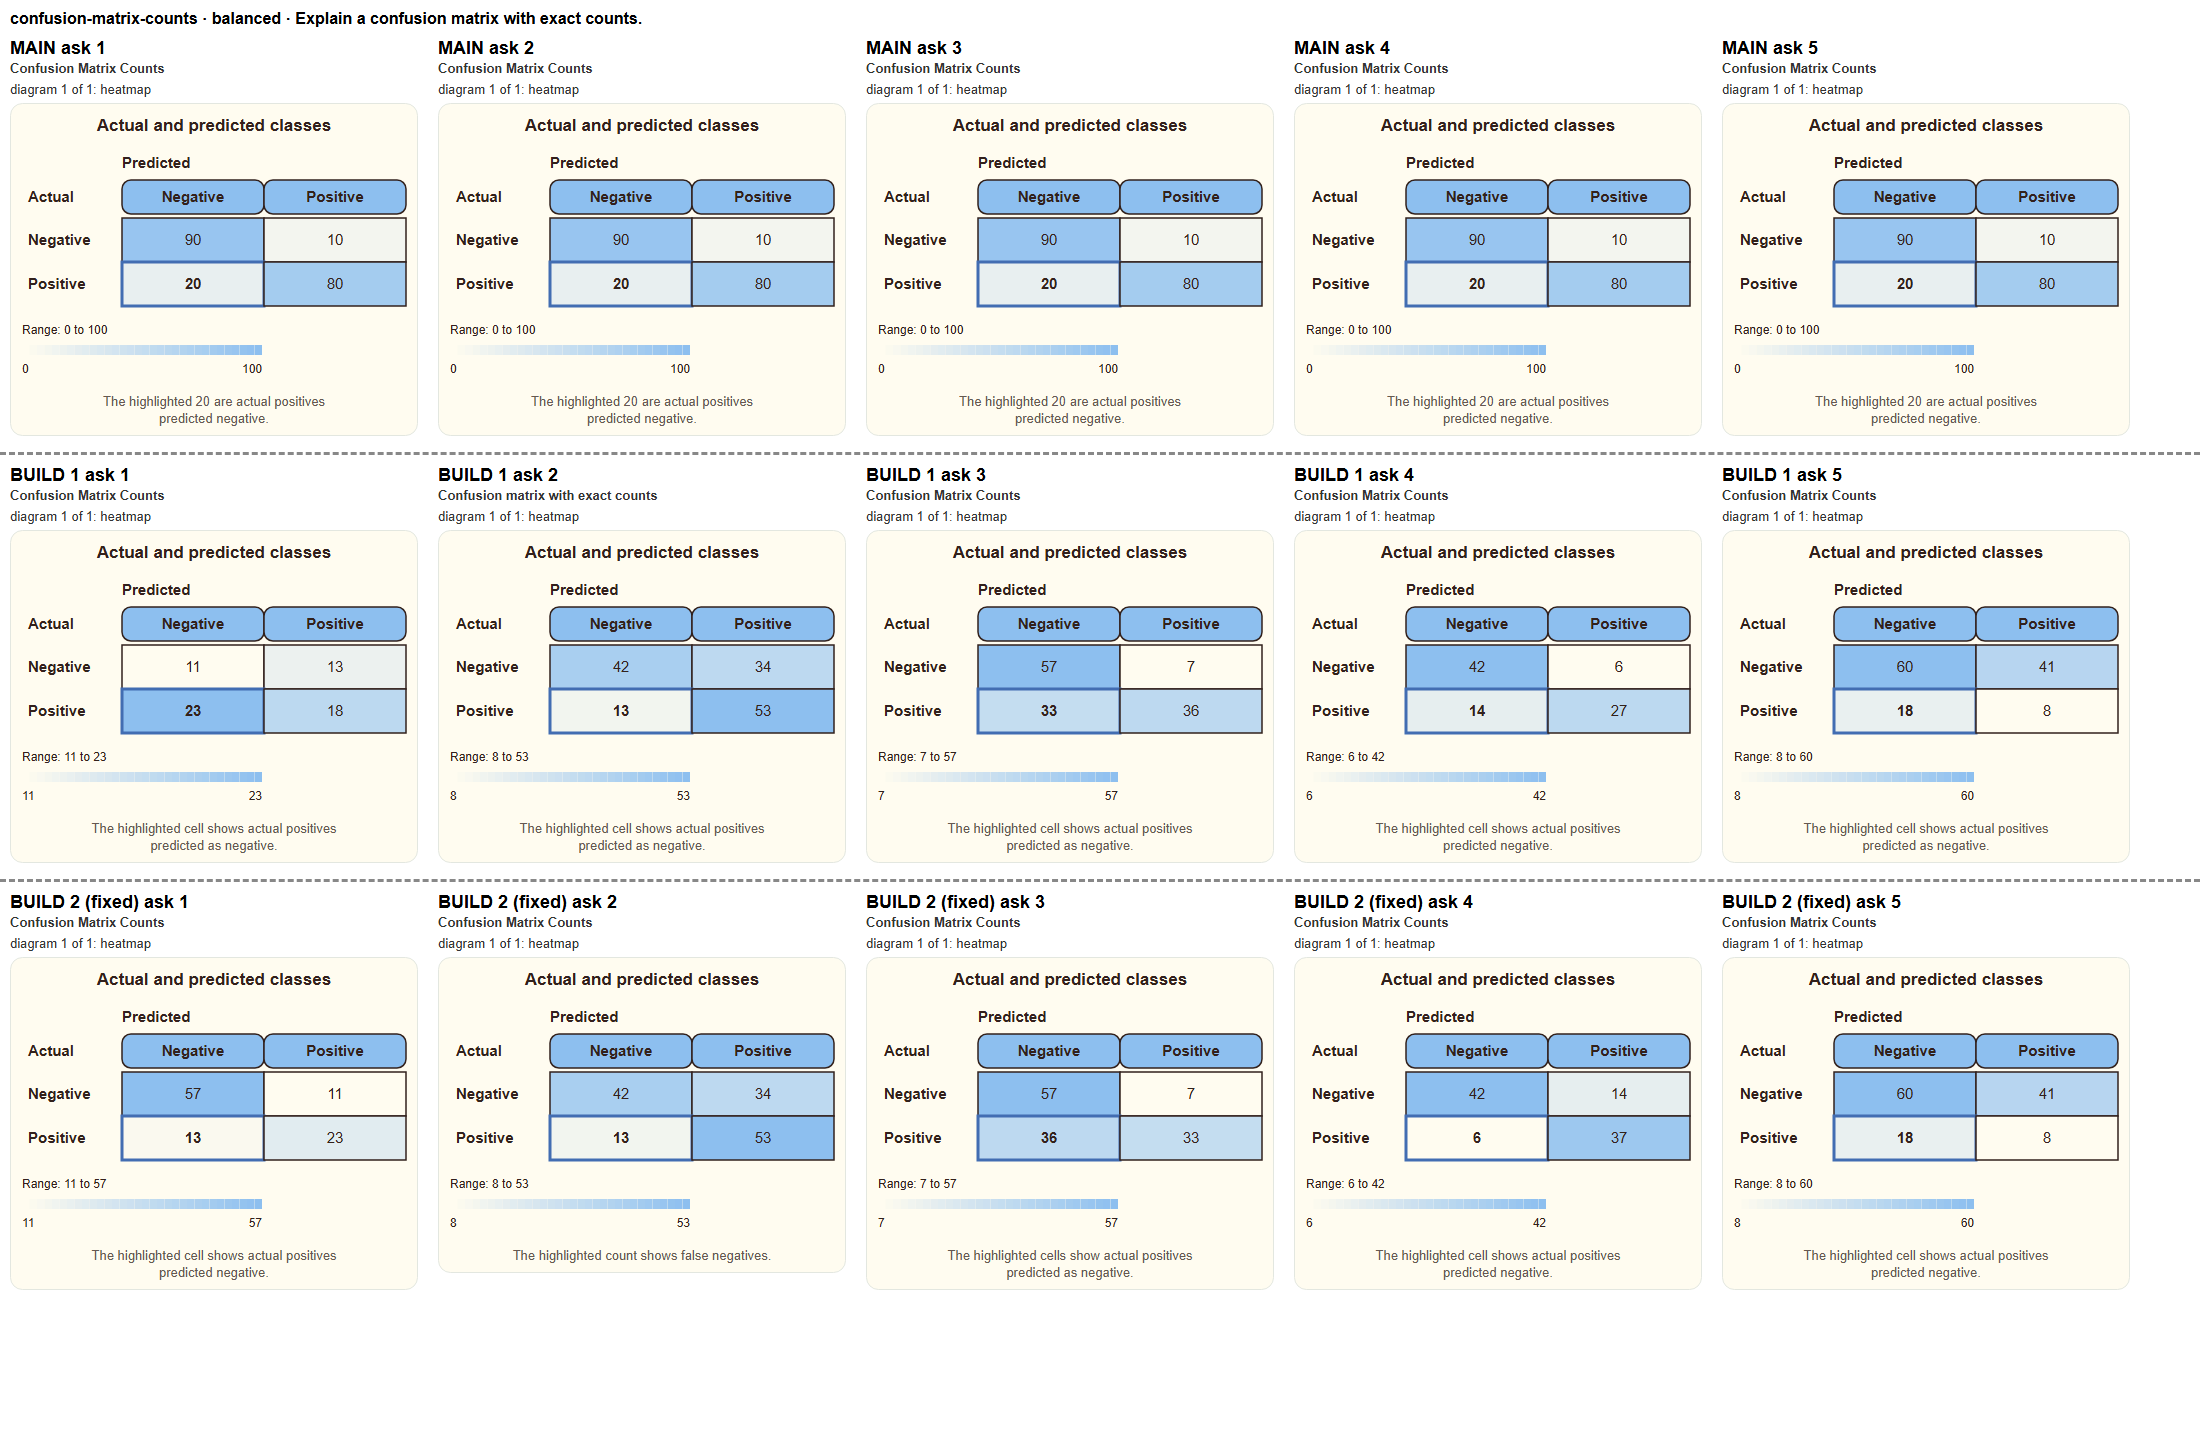 confusion-matrix-counts · balanced · Explain a confusion matrix with exact counts.
MAIN ask 1
Confusion Matrix Counts
diagram 1 of 1: heatmap
Actual and predicted classes
Predicted
Actual Negative Positive
Negative 90 10
Positive 20 80
Range: 0 to 100
0 100
The highlighted 20 are actual positives
predicted negative.
MAIN ask 2
Confusion Matrix Counts
diagram 1 of 1: heatmap
Actual and predicted classes
Predicted
Actual Negative Positive
Negative 90 10
Positive 20 80
Range: 0 to 100
0 100
The highlighted 20 are actual positives
predicted negative.
MAIN ask 3
Confusion Matrix Counts
diagram 1 of 1: heatmap
Actual and predicted classes
Predicted
Actual Negative Positive
Negative 90 10
Positive 20 80
Range: 0 to 100
0 100
The highlighted 20 are actual positives
predicted negative.
MAIN ask 4
Confusion Matrix Counts
diagram 1 of 1: heatmap
Actual and predicted classes
Predicted
Actual Negative Positive
Negative 90 10
Positive 20 80
Range: 0 to 100
0 100
The highlighted 20 are actual positives
predicted negative.
MAIN ask 5
Confusion Matrix Counts
diagram 1 of 1: heatmap
Actual and predicted classes
Predicted
Actual Negative Positive
Negative 90 10
Positive 20 80
Range: 0 to 100
0 100
The highlighted 20 are actual positives
predicted negative.
BUILD 1 ask 1
Confusion Matrix Counts
diagram 1 of 1: heatmap
Actual and predicted classes
Predicted
Actual Negative Positive
Negative 11 13
Positive 23 18
Range: 11 to 23
11 23
The highlighted cell shows actual positives
predicted as negative.
BUILD 1 ask 2
Confusion matrix with exact counts
diagram 1 of 1: heatmap
Actual and predicted classes
Predicted
Actual Negative Positive
Negative 42 34
Positive 13 53
Range: 8 to 53
8 53
The highlighted cell shows actual positives
predicted as negative.
BUILD 1 ask 3
Confusion Matrix Counts
diagram 1 of 1: heatmap
Actual and predicted classes
Predicted
Actual Negative Positive
Negative 57 7
Positive 33 36
Range: 7 to 57
7 57
The highlighted cell shows actual positives
predicted as negative.
BUILD 1 ask 4
Confusion Matrix Counts
diagram 1 of 1: heatmap
Actual and predicted classes
Predicted
Actual Negative Positive
Negative 42 6
Positive 14 27
Range: 6 to 42
6 42
The highlighted cell shows actual positives
predicted negative.
BUILD 1 ask 5
Confusion Matrix Counts
diagram 1 of 1: heatmap
Actual and predicted classes
Predicted
Actual Negative Positive
Negative 60 41
Positive 18 8
Range: 8 to 60
8 60
The highlighted cell shows actual positives
predicted as negative.
BUILD 2 (fixed) ask 1
Confusion Matrix Counts
diagram 1 of 1: heatmap
Actual and predicted classes
Predicted
Actual Negative Positive
Negative 57 11
Positive 13 23
Range: 11 to 57
11 57
The highlighted cell shows actual positives
predicted negative.
BUILD 2 (fixed) ask 2
Confusion Matrix Counts
diagram 1 of 1: heatmap
Actual and predicted classes
Predicted
Actual Negative Positive
Negative 42 34
Positive 13 53
Range: 8 to 53
8 53
The highlighted count shows false negatives.
BUILD 2 (fixed) ask 3
Confusion Matrix Counts
diagram 1 of 1: heatmap
Actual and predicted classes
Predicted
Actual Negative Positive
Negative 57 7
Positive 36 33
Range: 7 to 57
7 57
The highlighted cells show actual positives
predicted as negative.
BUILD 2 (fixed) ask 4
Confusion Matrix Counts
diagram 1 of 1: heatmap
Actual and predicted classes
Predicted
Actual Negative Positive
Negative 42 14
Positive 6 37
Range: 6 to 42
6 42
The highlighted cell shows actual positives
predicted negative.
BUILD 2 (fixed) ask 5
Confusion Matrix Counts
diagram 1 of 1: heatmap
Actual and predicted classes
Predicted
Actual Negative Positive
Negative 60 41
Positive 18 8
Range: 8 to 60
8 60
The highlighted cell shows actual positives
predicted negative.